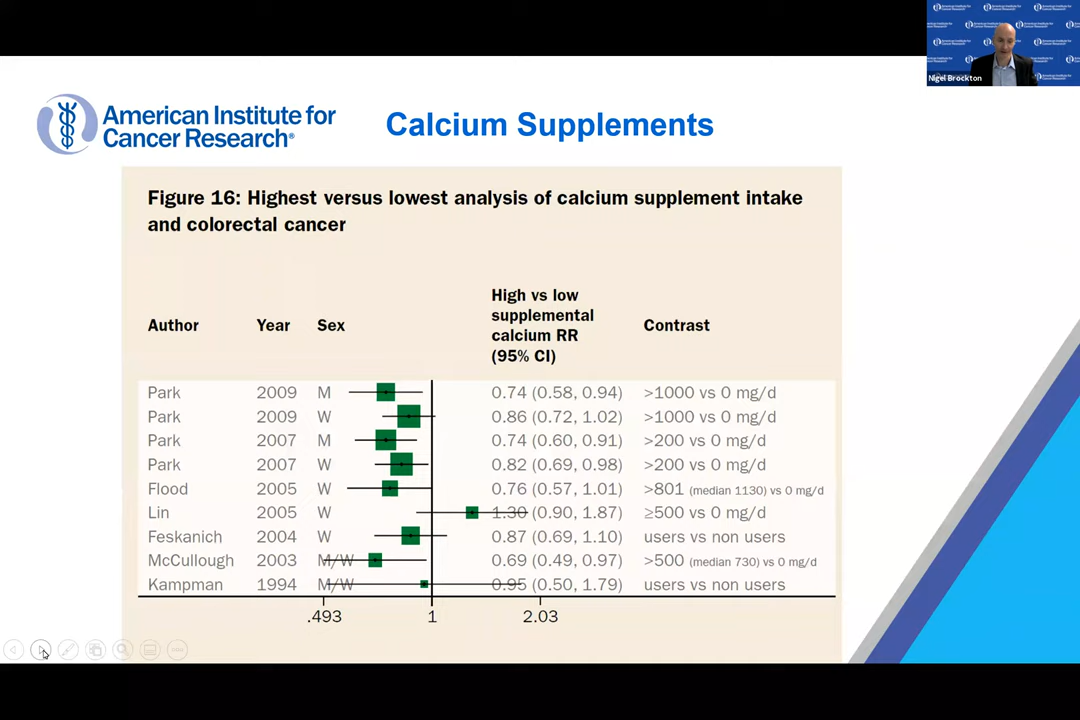 American Institute for
Cancer Research®
Calcium Supplements
Nigel Brockton
Figure 16: Highest versus lowest analysis of calcium supplement intake
and colorectal cancer
Author Year Sex High vs low supplemental calcium RR (95% CI) Contrast
Park 2009 M 0.74 (0.58, 0.94) >1000 vs 0 mg/d
Park 2009 W 0.86 (0.72, 1.02) >1000 vs 0 mg/d
Park 2007 M 0.74 (0.60, 0.91) >200 vs 0 mg/d
Park 2007 W 0.82 (0.69, 0.98) >200 vs 0 mg/d
Flood 2005 W 0.76 (0.57, 1.01) >801 (median 1130) vs 0 mg/d
Lin 2005 W 1.30 (0.90, 1.87) ≥500 vs 0 mg/d
Feskanich 2004 W 0.87 (0.69, 1.10) users vs non users
McCullough 2003 M/W 0.69 (0.49, 0.97) >500 (median 730) vs 0 mg/d
Kampman 1994 M/W 0.95 (0.50, 1.79) users vs non users
.493 1 2.03